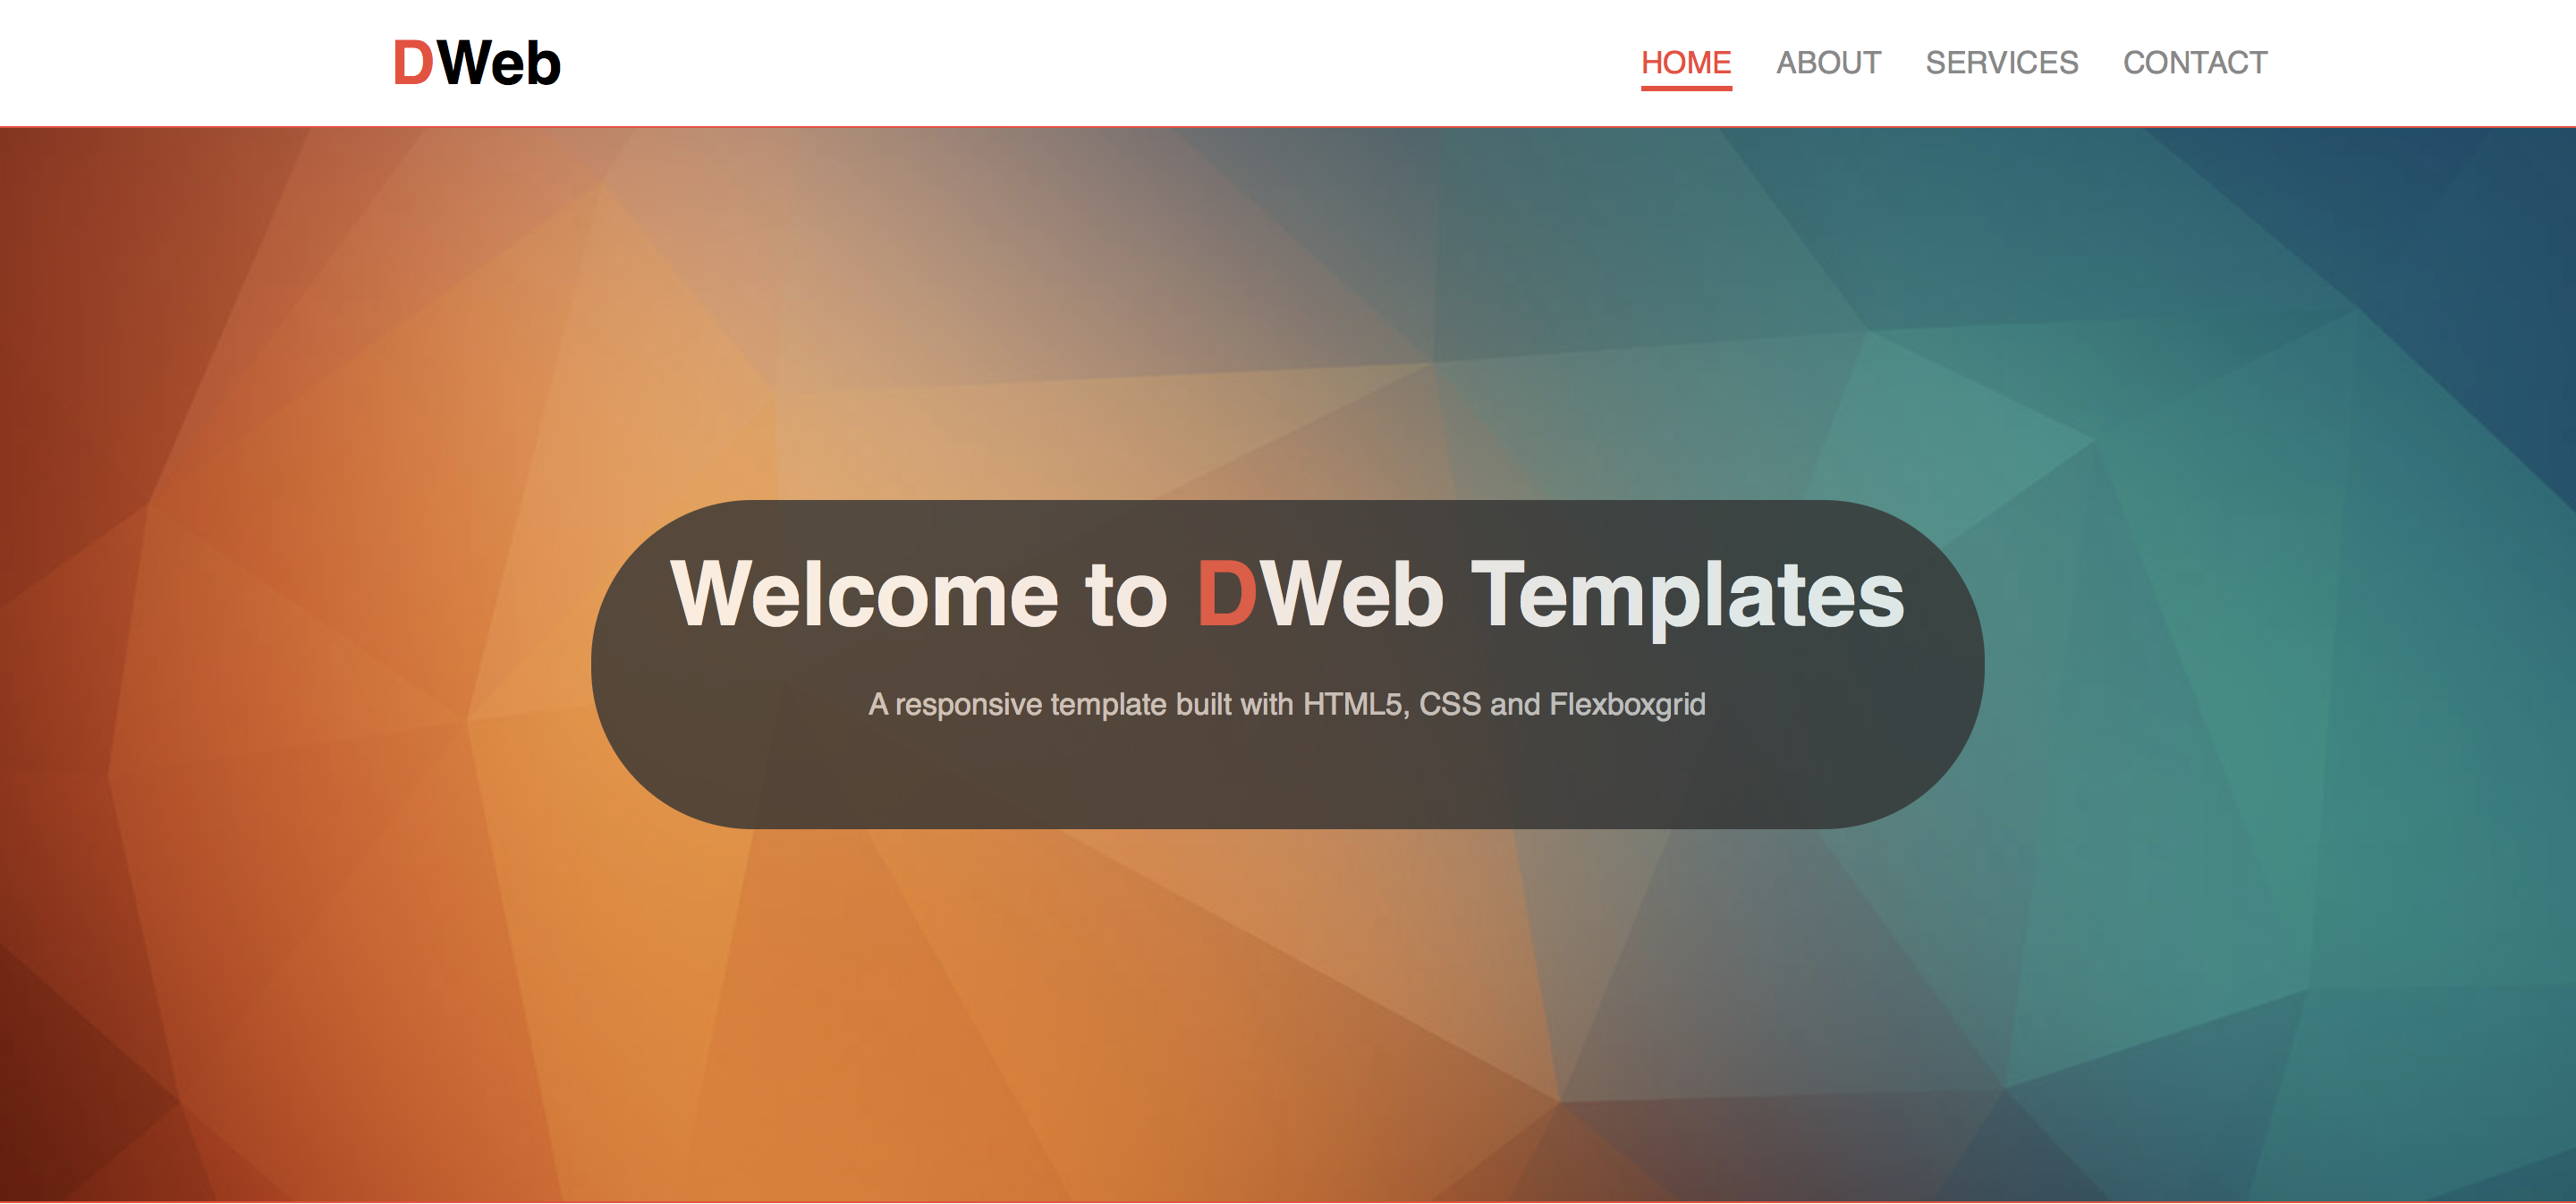 DWeb
HOME ABOUT SERVICES CONTACT
Welcome to DWeb Templates
A responsive template built with HTML5, CSS and Flexboxgrid